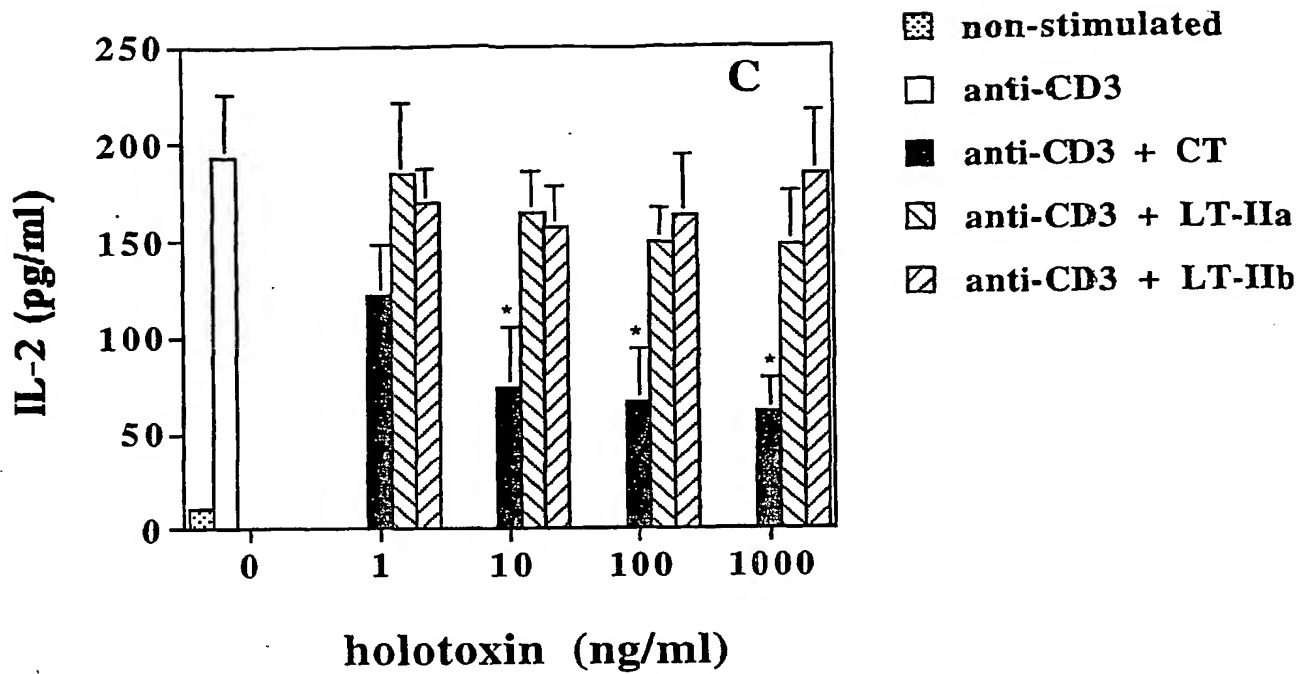 250
200
150
100
50
0
IL-2 (pg/ml)
C
*
*
*
0 1 10 100 1000
holotoxin (ng/ml)
non-stimulated
anti-CD3
anti-CD3 + CT
anti-CD3 + LT-IIa
anti-CD3 + LT-IIb